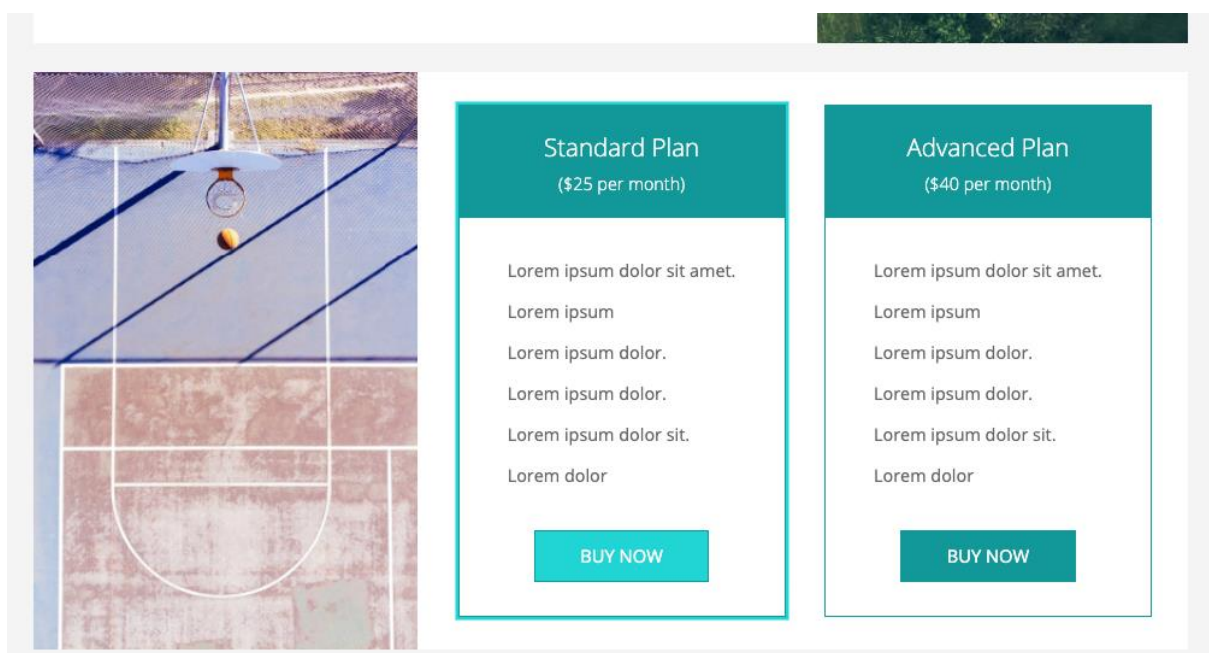 Standard Plan
($25 per month)
Lorem ipsum dolor sit amet.
Lorem ipsum
Lorem ipsum dolor.
Lorem ipsum dolor.
Lorem ipsum dolor sit.
Lorem dolor
BUY NOW
Advanced Plan
($40 per month)
Lorem ipsum dolor sit amet.
Lorem ipsum
Lorem ipsum dolor.
Lorem ipsum dolor.
Lorem ipsum dolor sit.
Lorem dolor
BUY NOW